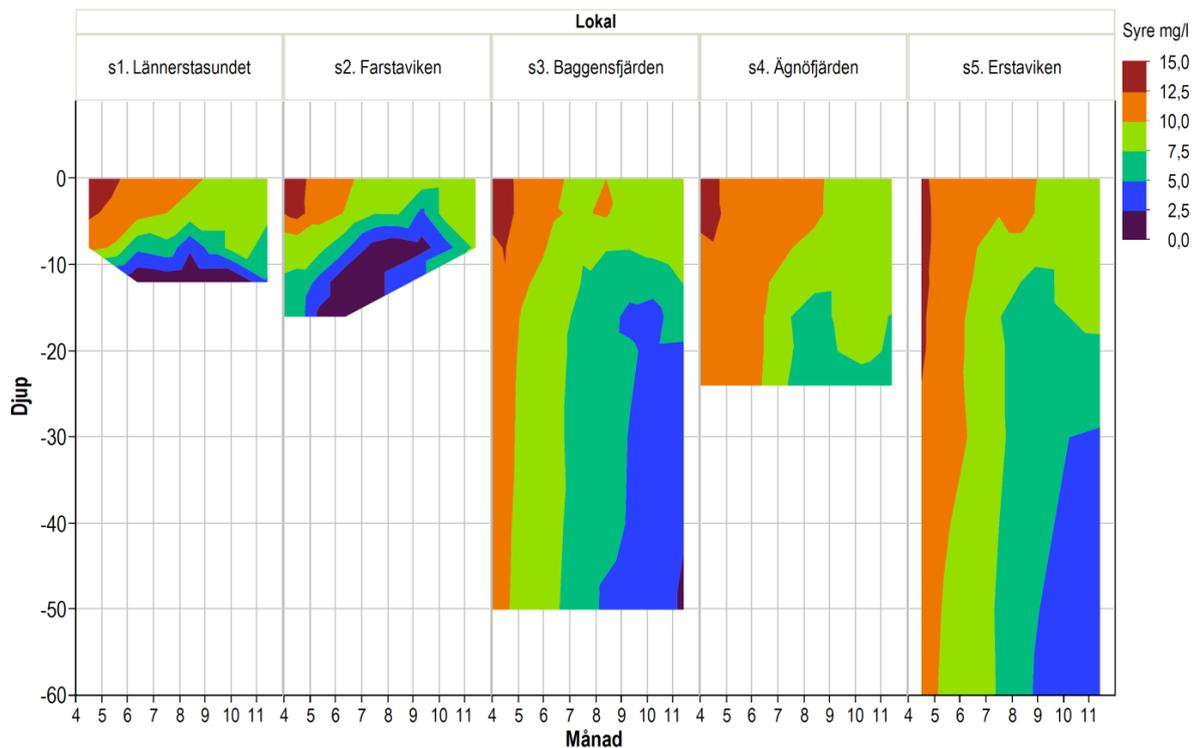 Lokal
s1. Lännerstasundet s2. Farstaviken s3. Baggensfjärden s4. Ägnöfjärden s5. Erstaviken
Syre mg/l
15,0
12,5
10,0
7,5
5,0
2,5
0,0
0
-10
-20
-30
-40
-50
-60
Djup
4 5 6 7 8 9 10 11 4 5 6 7 8 9 10 11 4 5 6 7 8 9 10 11 4 5 6 7 8 9 10 11 4 5 6 7 8 9 10 11
Månad